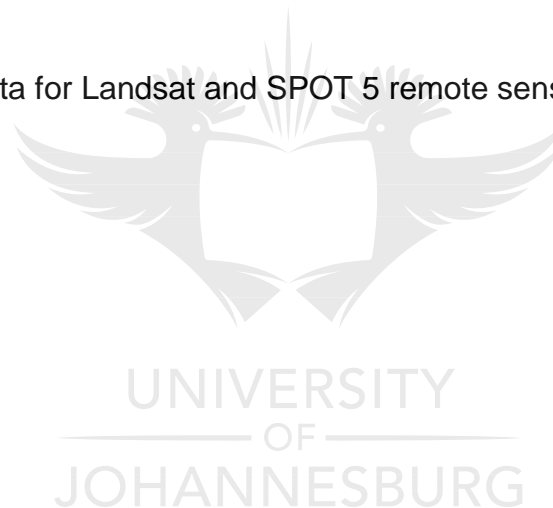 ta for Landsat and SPOT 5 remote sens
UNIVERSITY
OF
JOHANNESBURG